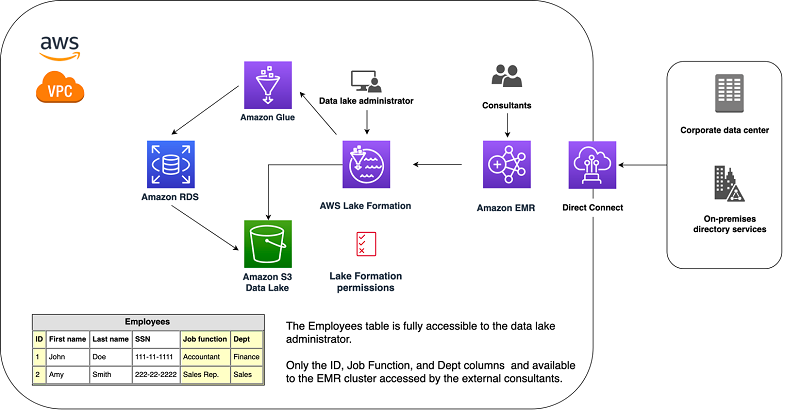 aws
VPC
Amazon Glue
Data lake administrator
Consultants
Corporate data center
Amazon RDS
AWS Lake Formation
Amazon EMR
Direct Connect
On-premises
directory services
Amazon S3
Data Lake
Lake Formation
permissions
Employees
ID First name Last name SSN Job function Dept
1 John Doe 111-11-1111 Accountant Finance
2 Amy Smith 222-22-2222 Sales Rep. Sales
The Employees table is fully accessible to the data lake
administrator.
Only the ID, Job Function, and Dept columns and available
to the EMR cluster accessed by the external consultants.